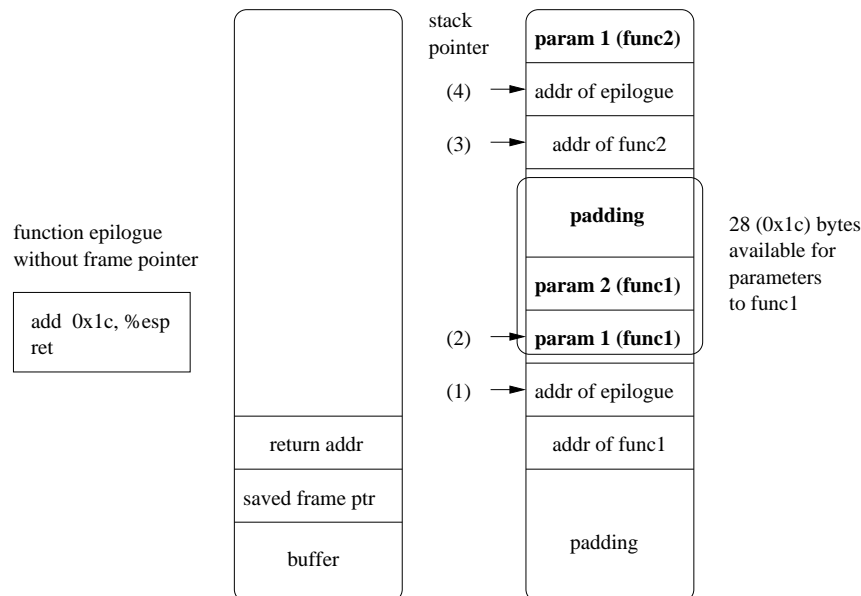 function epilogue
without frame pointer
add 0x1c, %esp
ret
return addr
saved frame ptr
buffer
stack
pointer
(4)
(3)
(2)
(1)
param 1 (func2)
addr of epilogue
addr of func2
padding
param 2 (func1)
param 1 (func1)
addr of epilogue
addr of func1
padding
28 (0x1c) bytes
available for
parameters
to func1